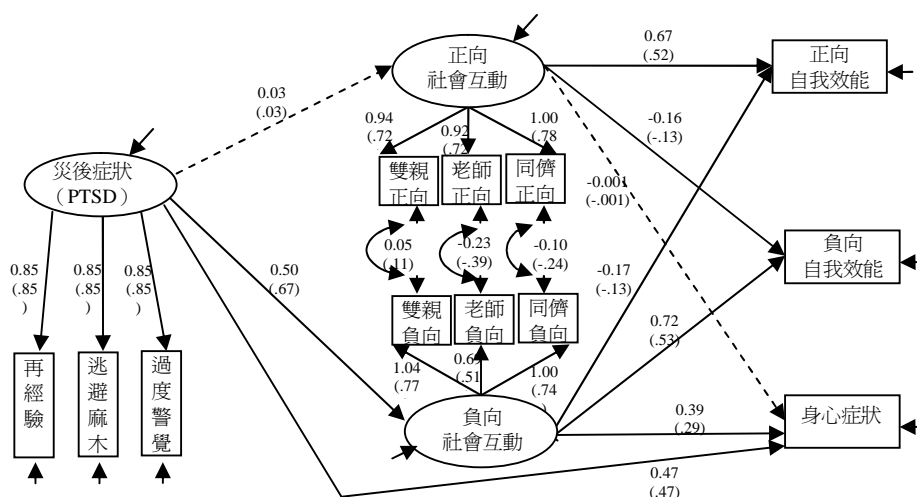 正向
社會互動
0.67
(.52)
正向
自我效能
0.03
(.03)
0.94
(.72
0.92
(.72
1.00
(.78
-0.16
(-.13)
災後症狀
（PTSD）
雙親
正向
老師
正向
同儕
正向
-0.001
(-.001)
0.85
(.85
)
0.85
(.85
)
0.85
(.85
)
0.50
(.67)
0.05
(.11)
-0.23
(-.39)
-0.10
(-.24)
-0.17
(-.13)
負向
自我效能
雙親
負向
老師
負向
同儕
負向
0.72
(.53)
1.04
(.77
(.51
1.00
(.74
)
再經驗
逃避麻木
過度警覺
負向
社會互動
0.39
(.29)
身心症狀
0.47
(.47)